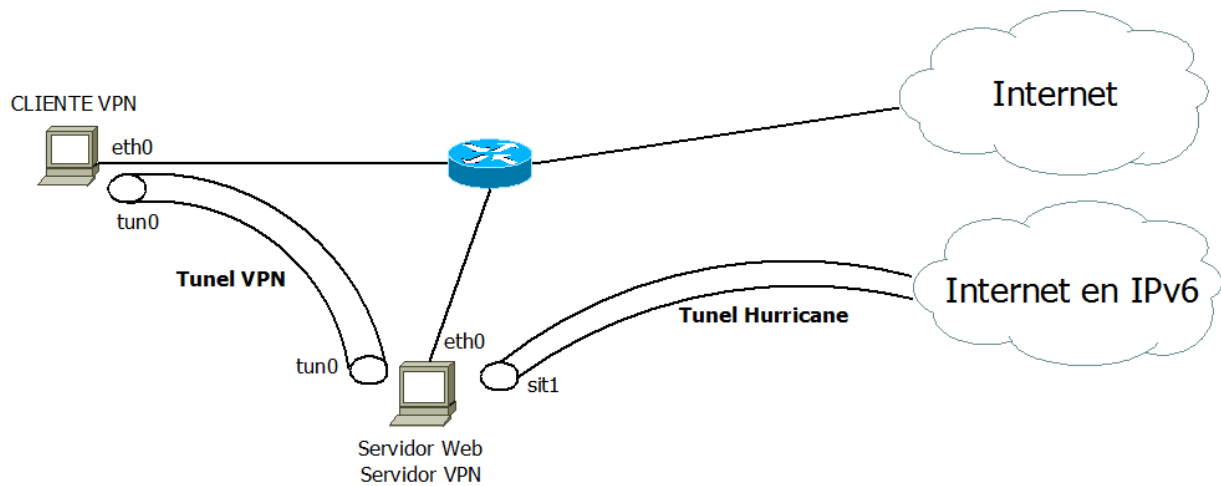 Internet
CLIENTE VPN
eth0
tun0
Tunel VPN
Internet en IPv6
Tunel Hurricane
eth0
tun0
sit1
Servidor Web
Servidor VPN